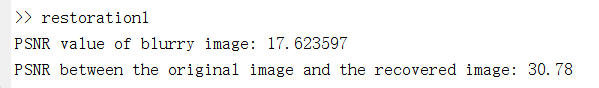 >> restoration1
PSNR value of blurry image: 17.623597
PSNR between the original image and the recovered image: 30.78